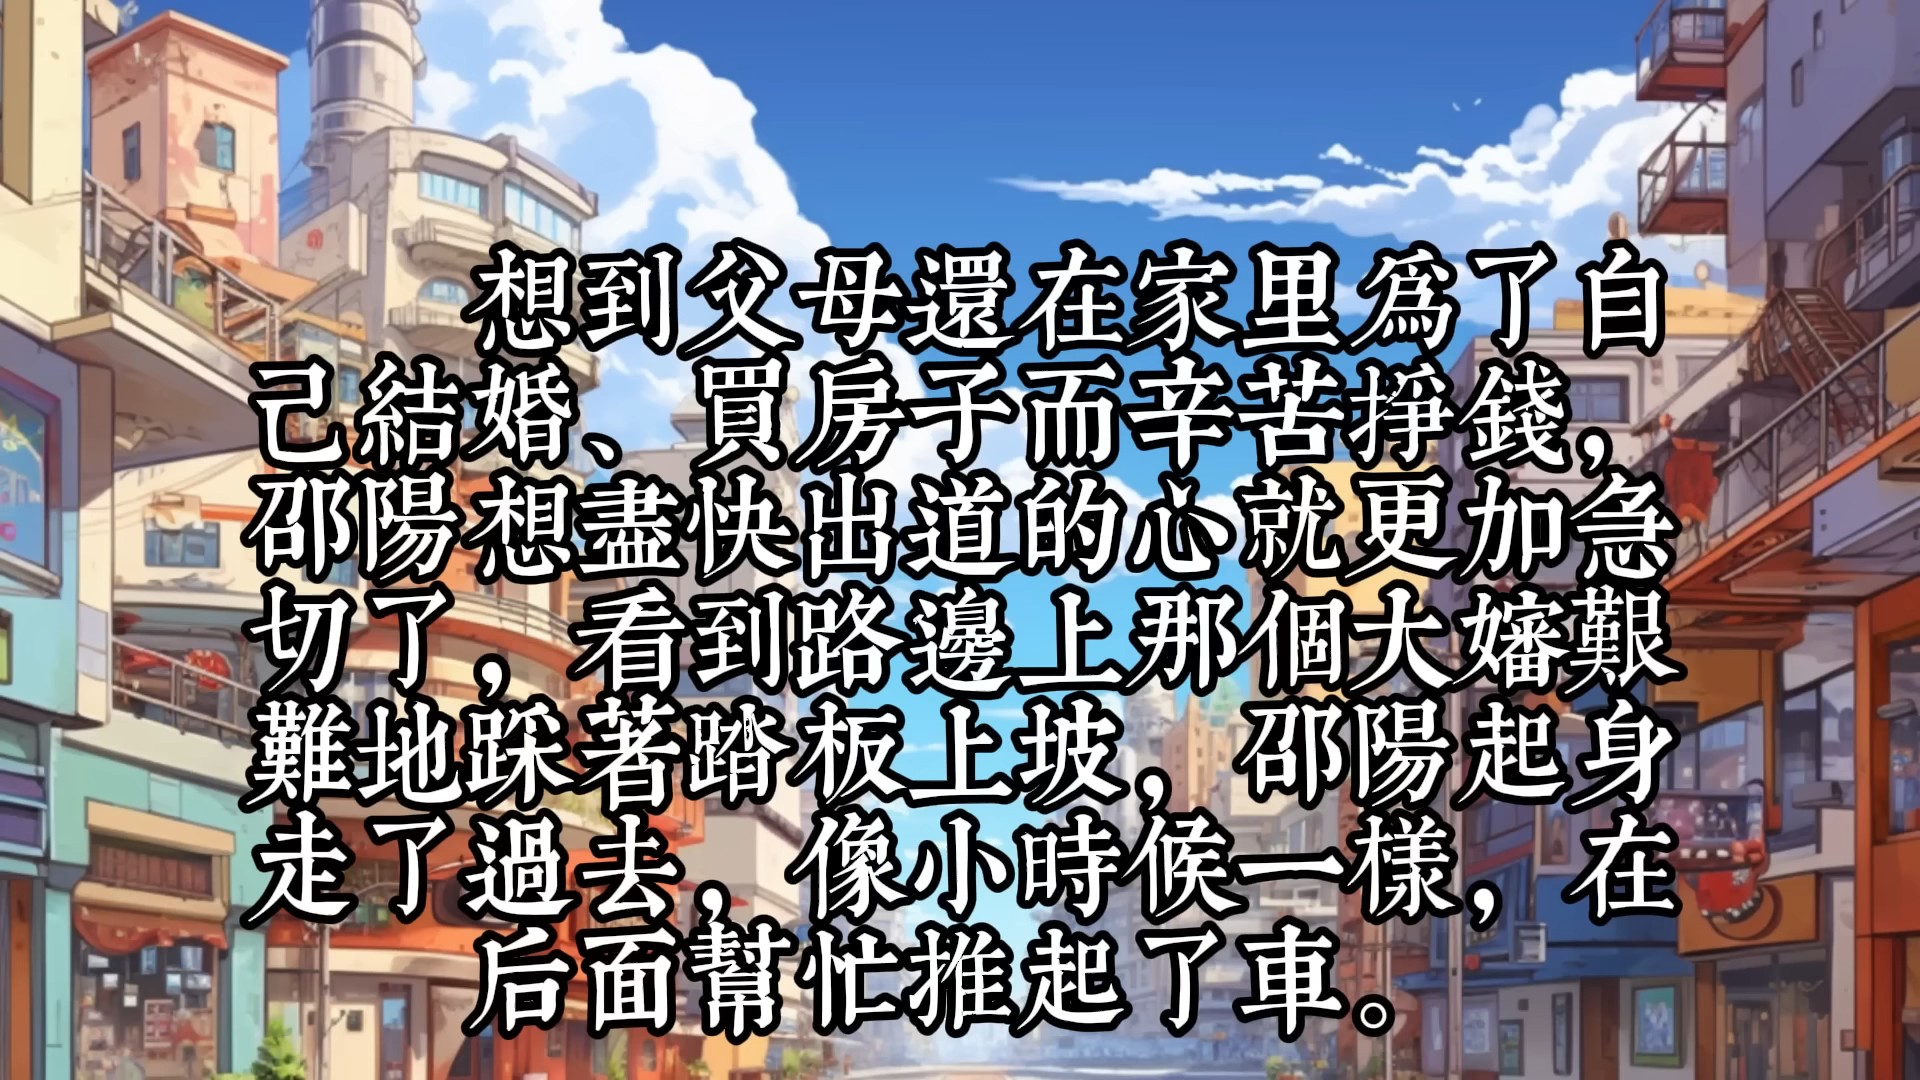 想到父母還在家里爲了自
己結婚、買房子而辛苦掙錢，
邵陽想盡快出道的心就更加急
切了，看到路邊上那個大嬸艱
難地踩著踏板上坡，邵陽起身
走了過去，像小時候一樣，在
后面幫忙推起了車。